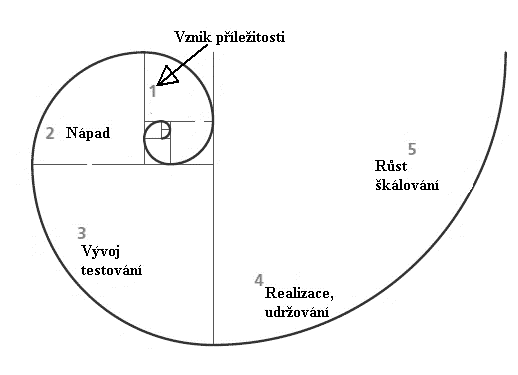 Vznik příležitosti
1
2 Nápad
3
Vývoj
testování
4
Realizace,
udržování
5
Růst
škálování